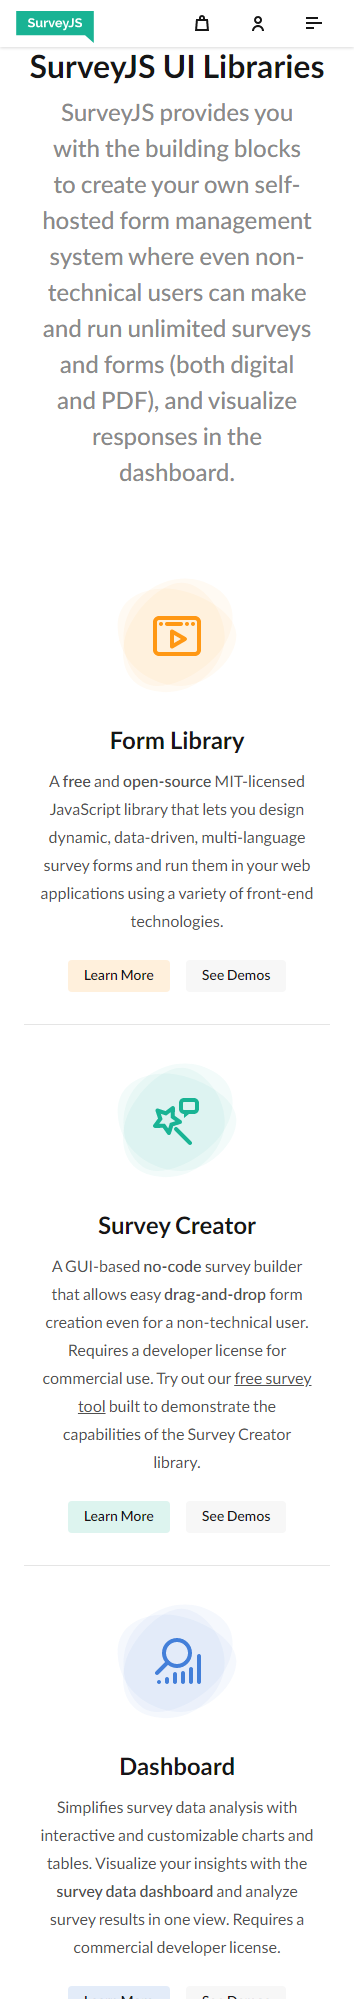 SurveyJS
SurveyJS UI Libraries
SurveyJS provides you
with the building blocks
to create your own self-
hosted form management
system where even non-
technical users can make
and run unlimited surveys
and forms (both digital
and PDF), and visualize
responses in the
dashboard.
Form Library
A free and open-source MIT-licensed
JavaScript library that lets you design
dynamic, data-driven, multi-language
survey forms and run them in your web
applications using a variety of front-end
technologies.
Learn More See Demos
Survey Creator
A GUI-based no-code survey builder
that allows easy drag-and-drop form
creation even for a non-technical user.
Requires a developer license for
commercial use. Try out our free survey
tool built to demonstrate the
capabilities of the Survey Creator
library.
Learn More See Demos
Dashboard
Simplifies survey data analysis with
interactive and customizable charts and
tables. Visualize your insights with the
survey data dashboard and analyze
survey results in one view. Requires a
commercial developer license.